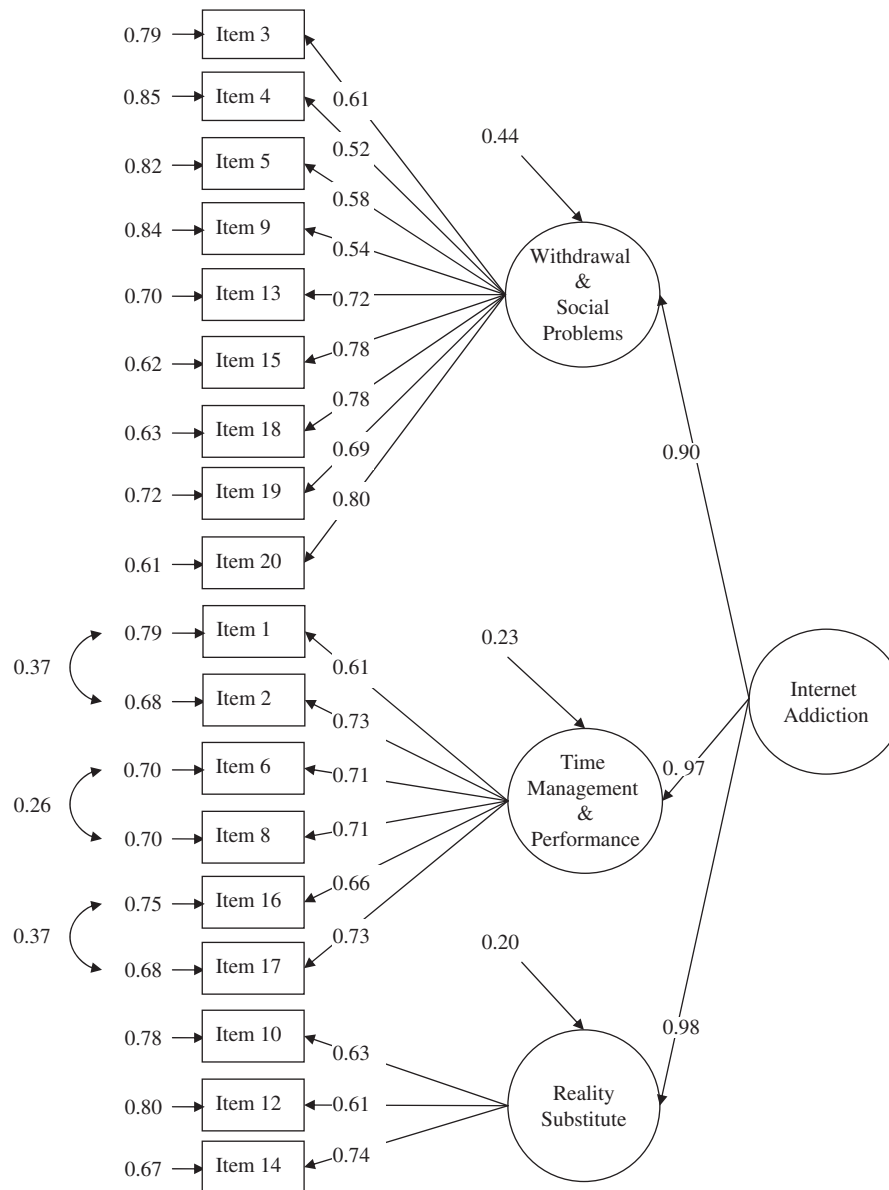 0.79 Item 3
0.61
0.85 Item 4
0.52
0.44
0.82 Item 5
0.58
0.84 Item 9
0.54
Withdrawal
&
Social
Problems
0.70 Item 13
0.72
0.62 Item 15
0.78
0.63 Item 18
0.78
0.69
0.90
0.72 Item 19
0.80
0.61 Item 20
0.79 Item 1
0.37
0.61
0.23
0.68 Item 2
0.73
Internet
Addiction
0.70 Item 6
0.71
0.97
0.26
Time
Management
&
Performance
0.70 Item 8
0.71
0.66
0.75 Item 16
0.37
0.73
0.20
0.68 Item 17
0.78 Item 10
0.63
0.98
0.80 Item 12
0.61
Reality
Substitute
0.74
0.67 Item 14